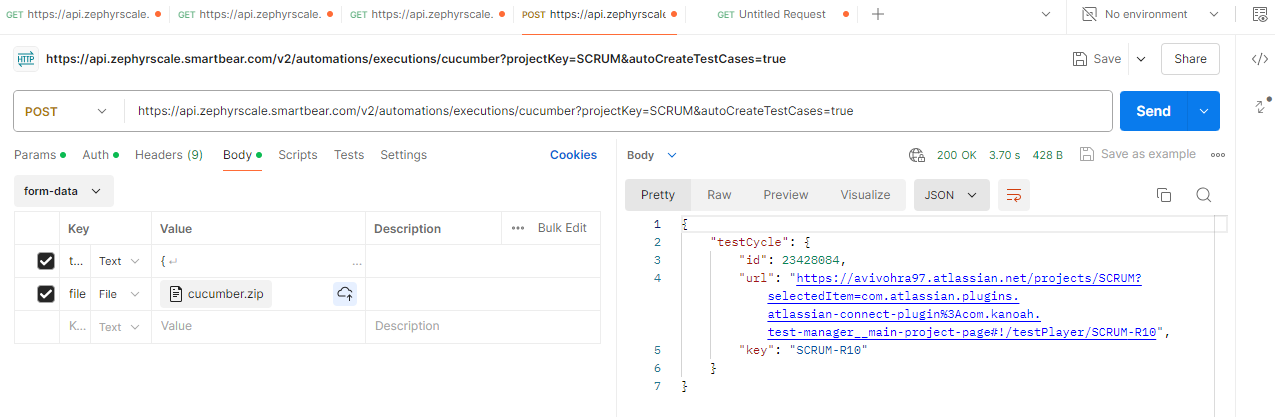 GET https://api.zephyrscale. GET https://api.zephyrscale. GET https://api.zephyrscale. POST https://api.zephyrscale GET Untitled Request No environment
HTTP https://api.zephyrscale.smartbear.com/v2/automations/executions/cucumber?projectKey=SCRUM&autoCreateTestCases=true Save Share
POST https://api.zephyrscale.smartbear.com/v2/automations/executions/cucumber?projectKey=SCRUM&autoCreateTestCases=true Send
Params Auth Headers (9) Body Scripts Tests Settings Cookies
form-data
Key Value Description ••• Bulk Edit
t... Text { ↵ ...
file File cucumber.zip
K... Text Value Description
Body 200 OK 3.70 s 428 B Save as example
Pretty Raw Preview Visualize JSON
1 {
2 "testCycle": {
3 "id": 23428084,
4 "url": "https://avivohra97.atlassian.net/projects/SCRUM?
selectedItem=com.atlassian.plugins.
atlassian-connect-plugin%3Acom.kanoah.
test-manager__main-project-page#!/testPlayer/SCRUM-R10",
5 "key": "SCRUM-R10"
6 }
7 }